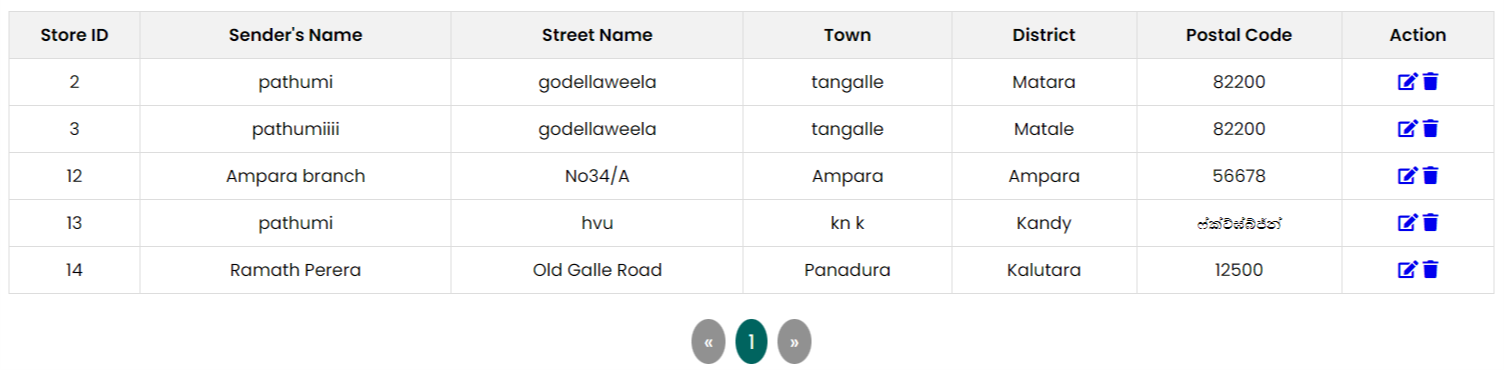 Store ID Sender's Name Street Name Town District Postal Code Action
2 pathumi godellaweela tangalle Matara 82200
3 pathumiiii godellaweela tangalle Matale 82200
12 Ampara branch No34/A Ampara Ampara 56678
13 pathumi hvu kn k Kandy
14 Ramath Perera Old Galle Road Panadura Kalutara 12500
« 1 »